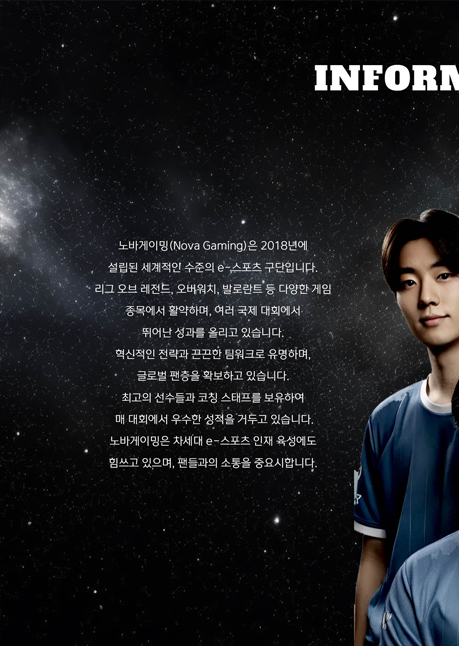 INFORM
노바게이밍(Nova Gaming)은 2018년에
설립된 세계적인 수준의 e-스포츠 구단입니다.
리그 오브 레전드, 오버워치, 발로란트 등 다양한 게임
종목에서 활약하며, 여러 국제 대회에서
뛰어난 성과를 올리고 있습니다.
혁신적인 전략과 끈끈한 팀워크로 유명하며,
글로벌 팬층을 확보하고 있습니다.
최고의 선수들과 코칭 스태프를 보유하여
매 대회에서 우수한 성적을 거두고 있습니다.
노바게이밍은 차세대 e-스포츠 인재 육성에도
힘쓰고 있으며, 팬들과의 소통을 중요시합니다.